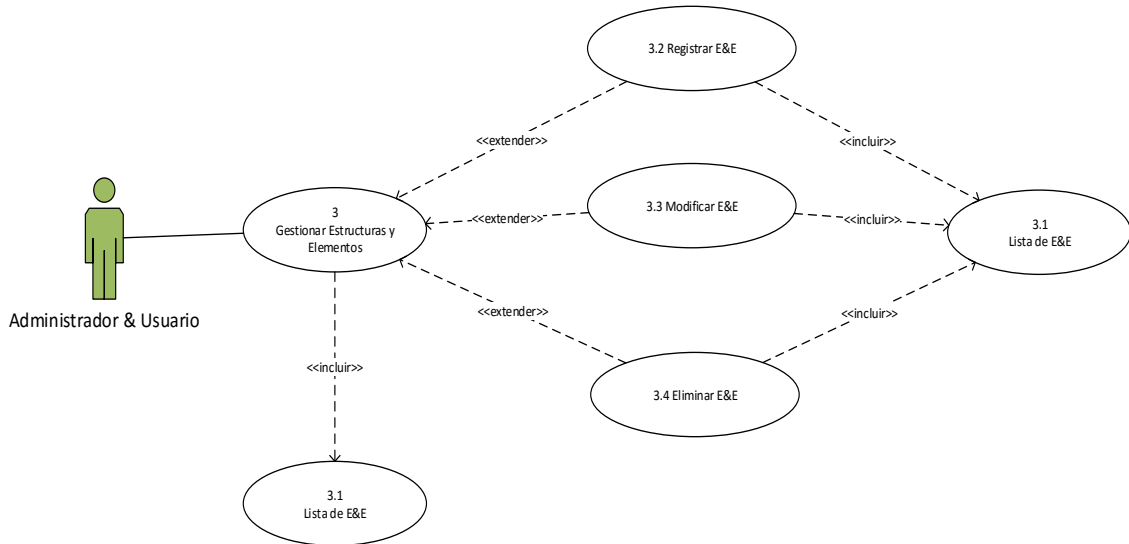 3.2 Registrar E&E
<<extender>>
<<incluir>>
3
Gestionar Estructuras y
Elementos
<<extender>>
3.3 Modificar E&E
<<incluir>>
3.1
Lista de E&E
Administrador & Usuario
<<extender>>
<<incluir>>
<<incluir>>
3.4 Eliminar E&E
3.1
Lista de E&E